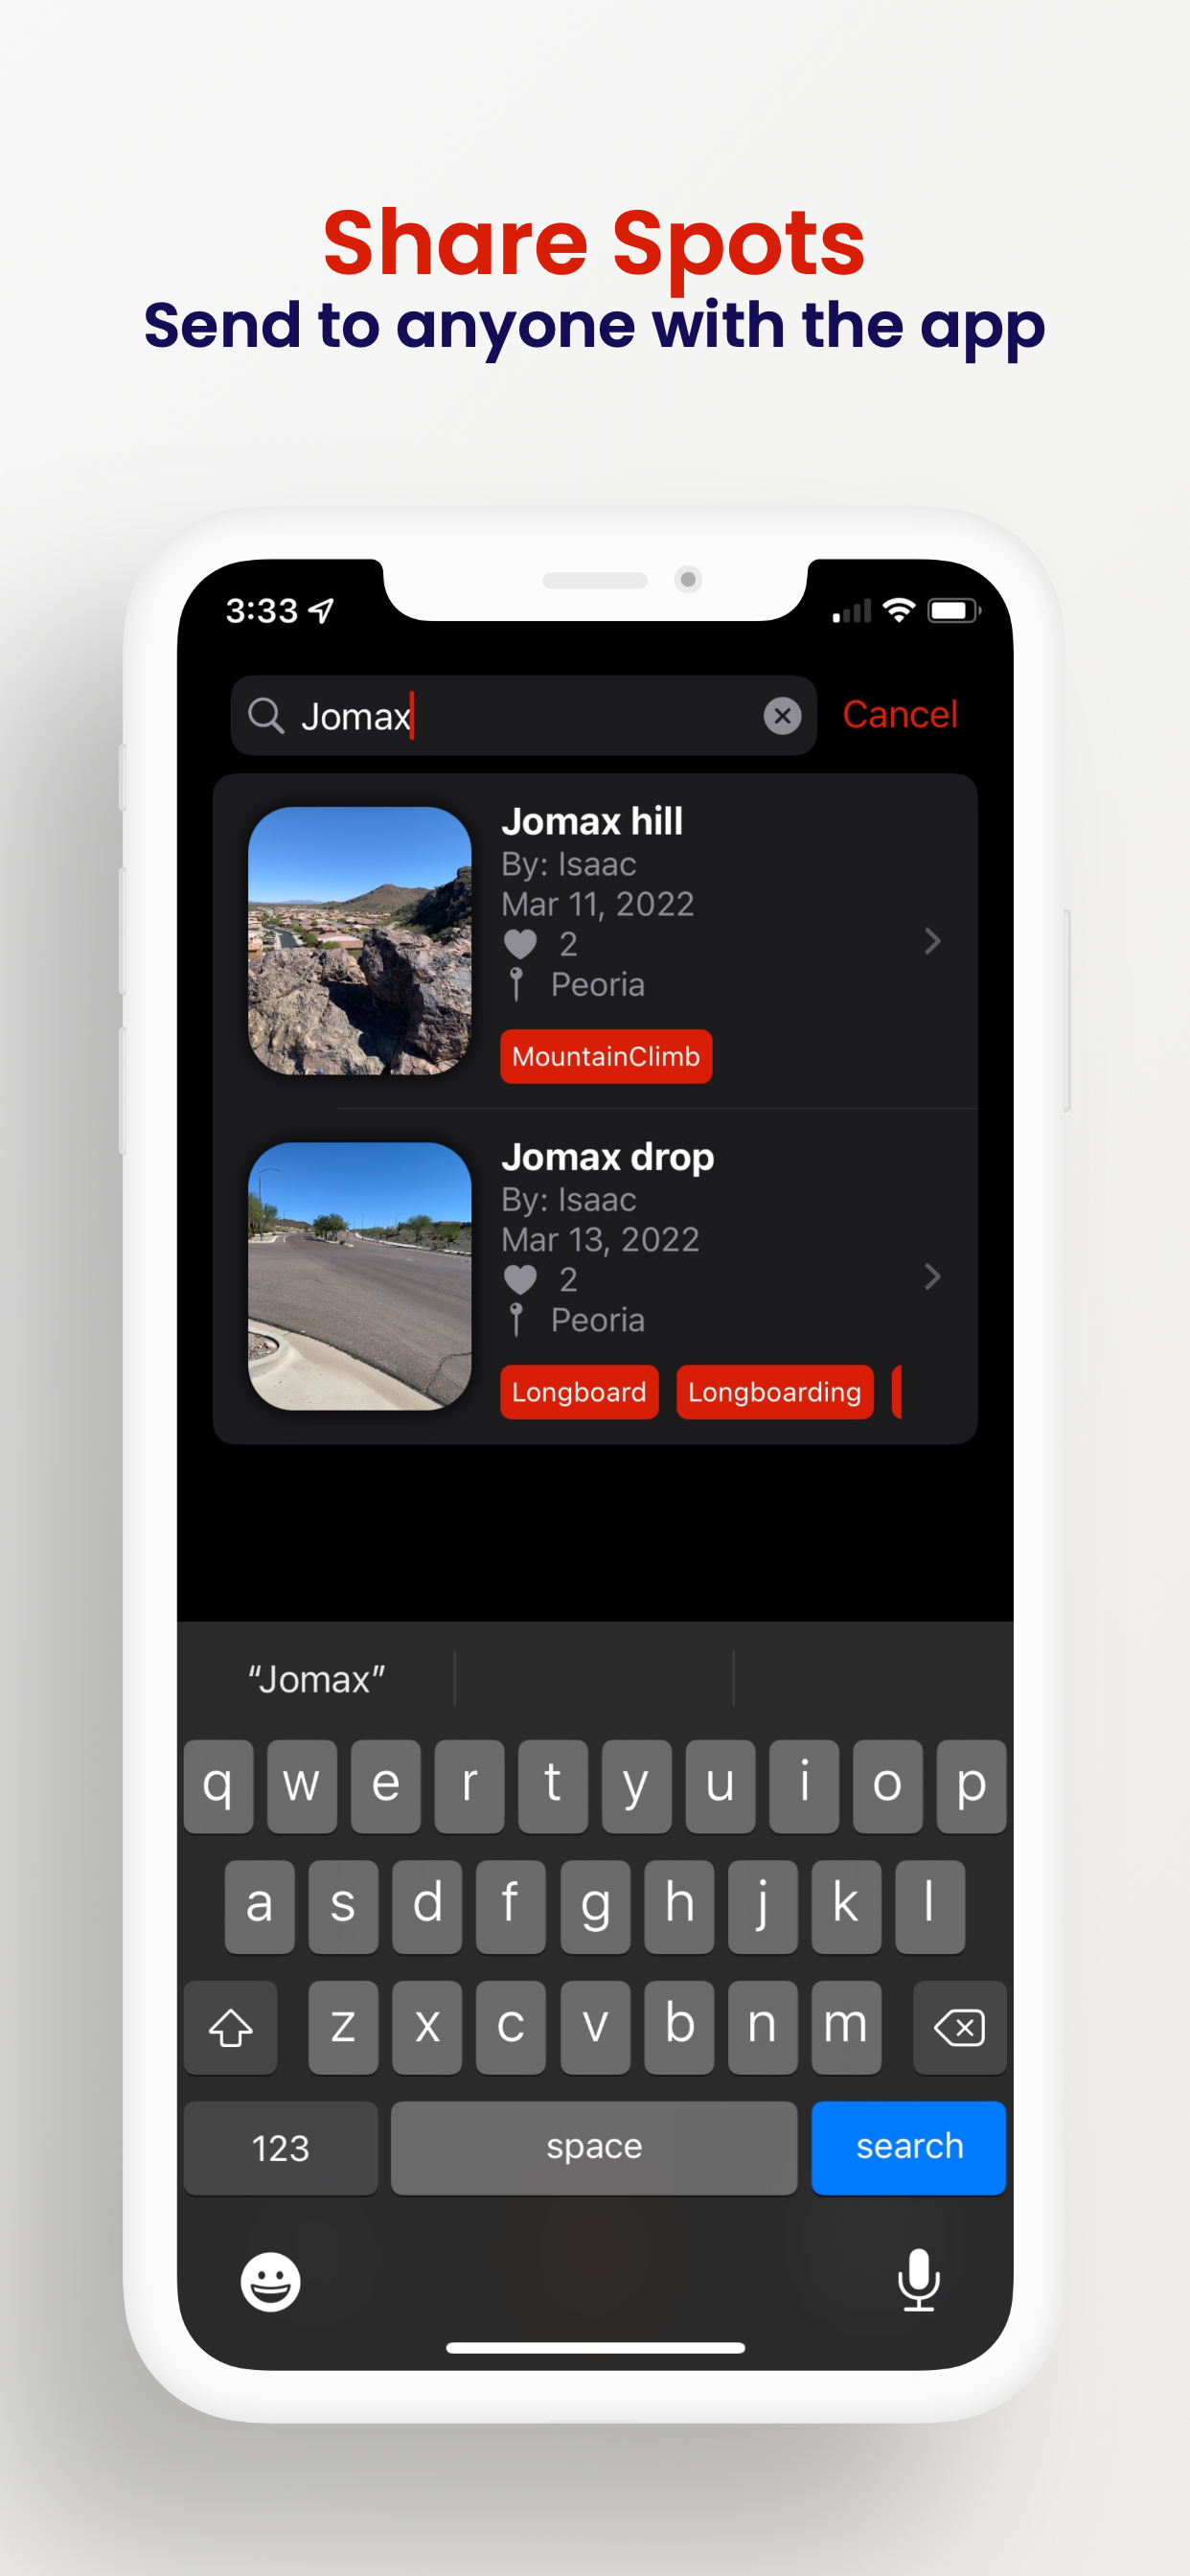 Share Spots
Send to anyone with the app
3:33
Jomax
Cancel
Jomax hill
By: Isaac
Mar 11, 2022
2
Peoria
MountainClimb
Jomax drop
By: Isaac
Mar 13, 2022
2
Peoria
Longboard Longboarding
“Jomax”
q w e r t y u i o p
a s d f g h j k l
z x c v b n m
123 space search